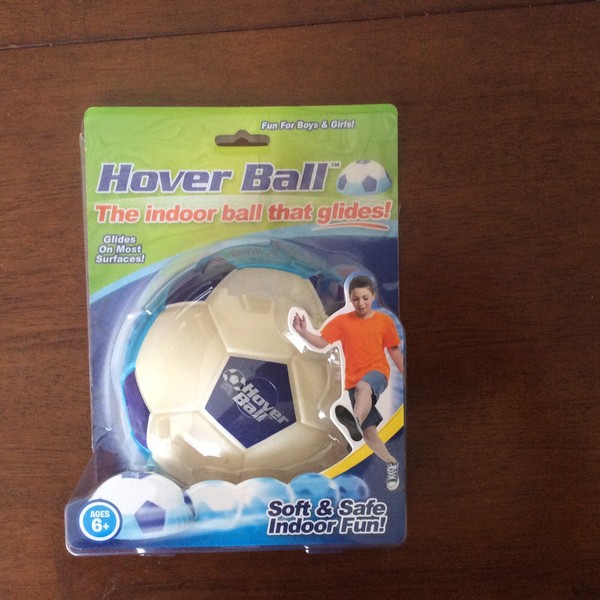 Fun For Boys & Girls!
Hover Ball™
The indoor ball that glides!
Glides
On Most
Surfaces!
Hover
Ball
AGES
6+
Soft & Safe
Indoor Fun!